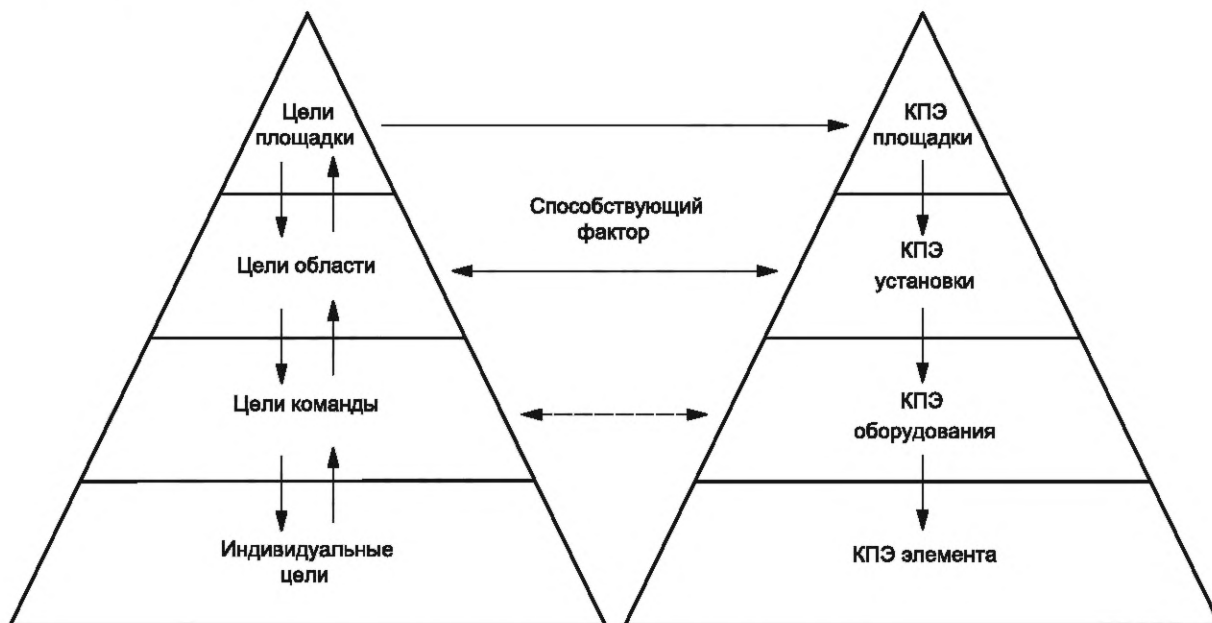 Цели
площадки
КПЭ
площадки
Способствующий
фактор
Цели области
КПЭ
установки
Цели команды
КПЭ
оборудования
Индивидуальные
цели
КПЭ элемента